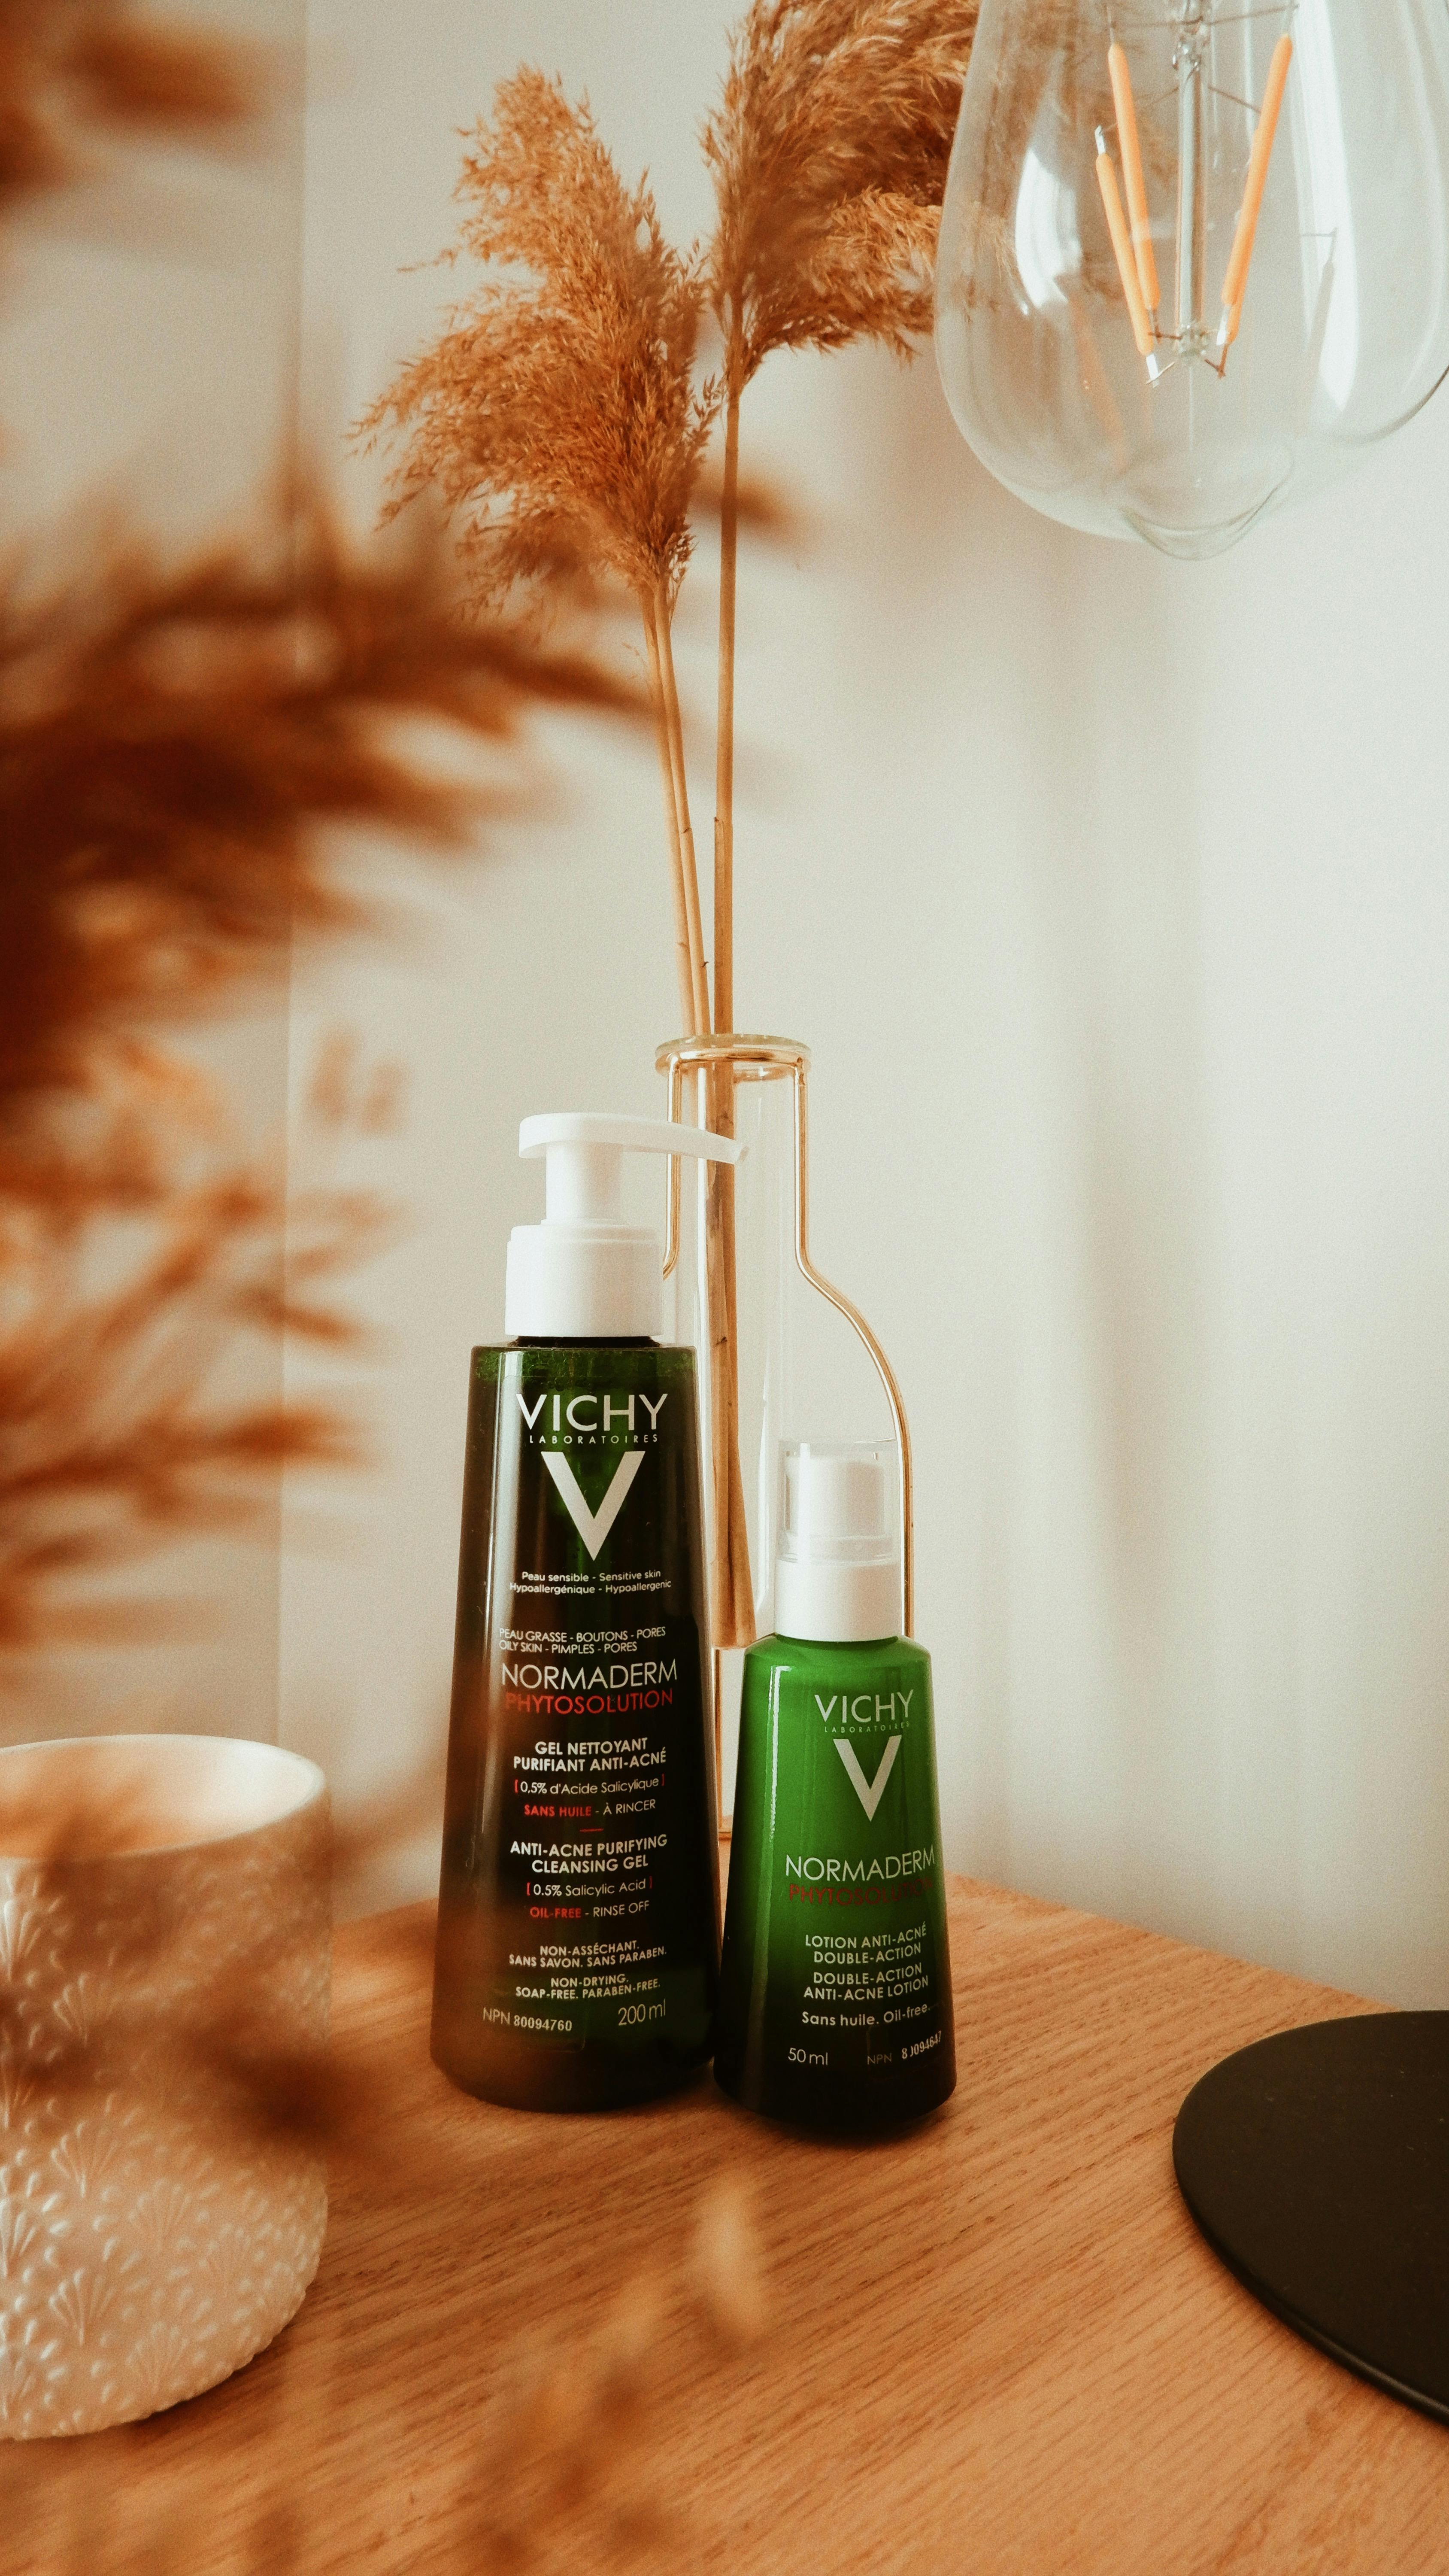 VICHY
LABORATOIRES
V
Peau sensible - Sensitive skin
Hypoallergénique - Hypoallergenic
PEAU GRASSE - BOUTONS - PORES
OILY SKIN - PIMPLES - PORES
NORMADERM
PHYTOSOLUTION
GEL NETTOYANT
PURIFIANT ANTI-ACNÉ
[ 0,5% d'Acide Salicylique ]
SANS HUILE - À RINCER
ANTI-ACNE PURIFYING
CLEANSING GEL
[ 0.5% Salicylic Acid ]
OIL-FREE - RINSE OFF
NON-ASSÉCHANT.
SANS SAVON. SANS PARABEN.
NON-DRYING.
SOAP-FREE. PARABEN-FREE.
NPN 80094760 200 ml
VICHY
LABORATOIRES
V
NORMADERM
PHYTOSOLUTION
LOTION ANTI-ACNÉ
DOUBLE-ACTION
DOUBLE-ACTION
ANTI-ACNE LOTION
Sans huile. Oil-free.
50 ml NPN